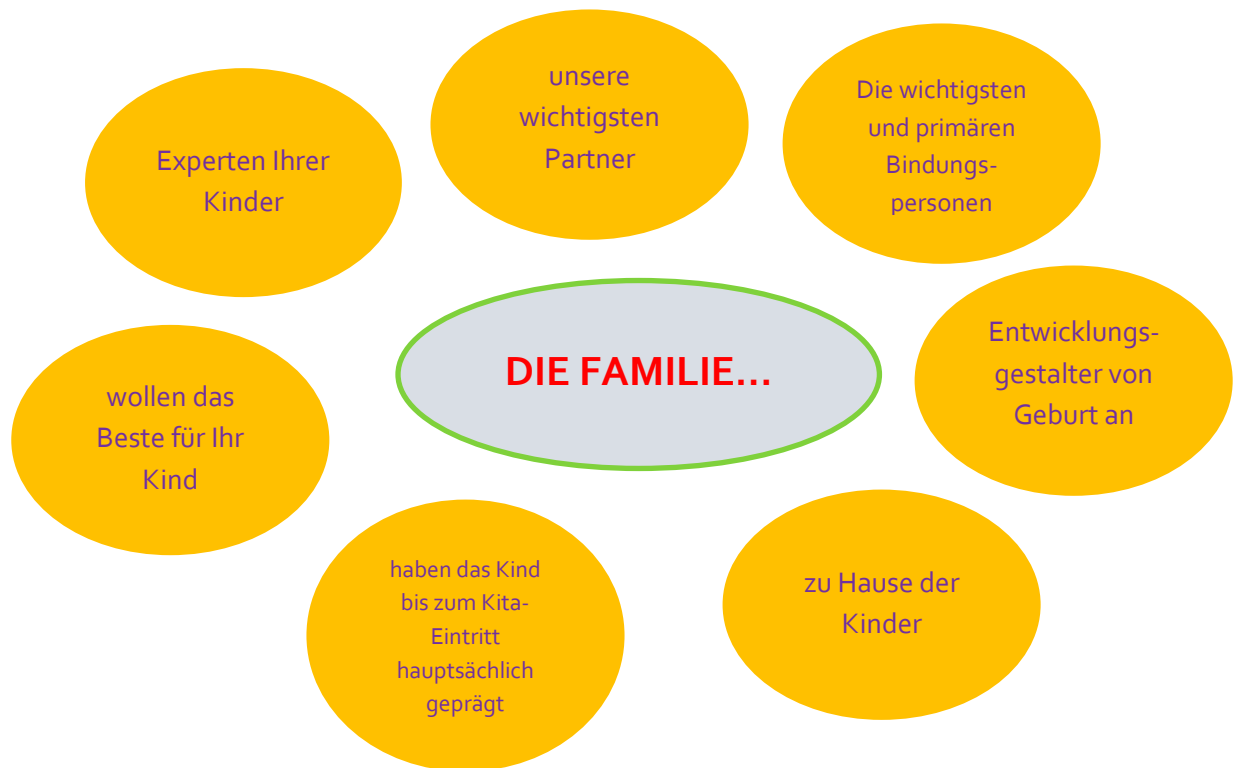 unsere
wichtigsten
Partner
Die wichtigsten
und primären
Bindungs-
personen
Experten Ihrer
Kinder
DIE FAMILIE...
Entwicklungs-
gestalter von
Geburt an
wollen das
Beste für Ihr
Kind
haben das Kind
bis zum Kita-
Eintritt
hauptsächlich
geprägt
zu Hause der
Kinder